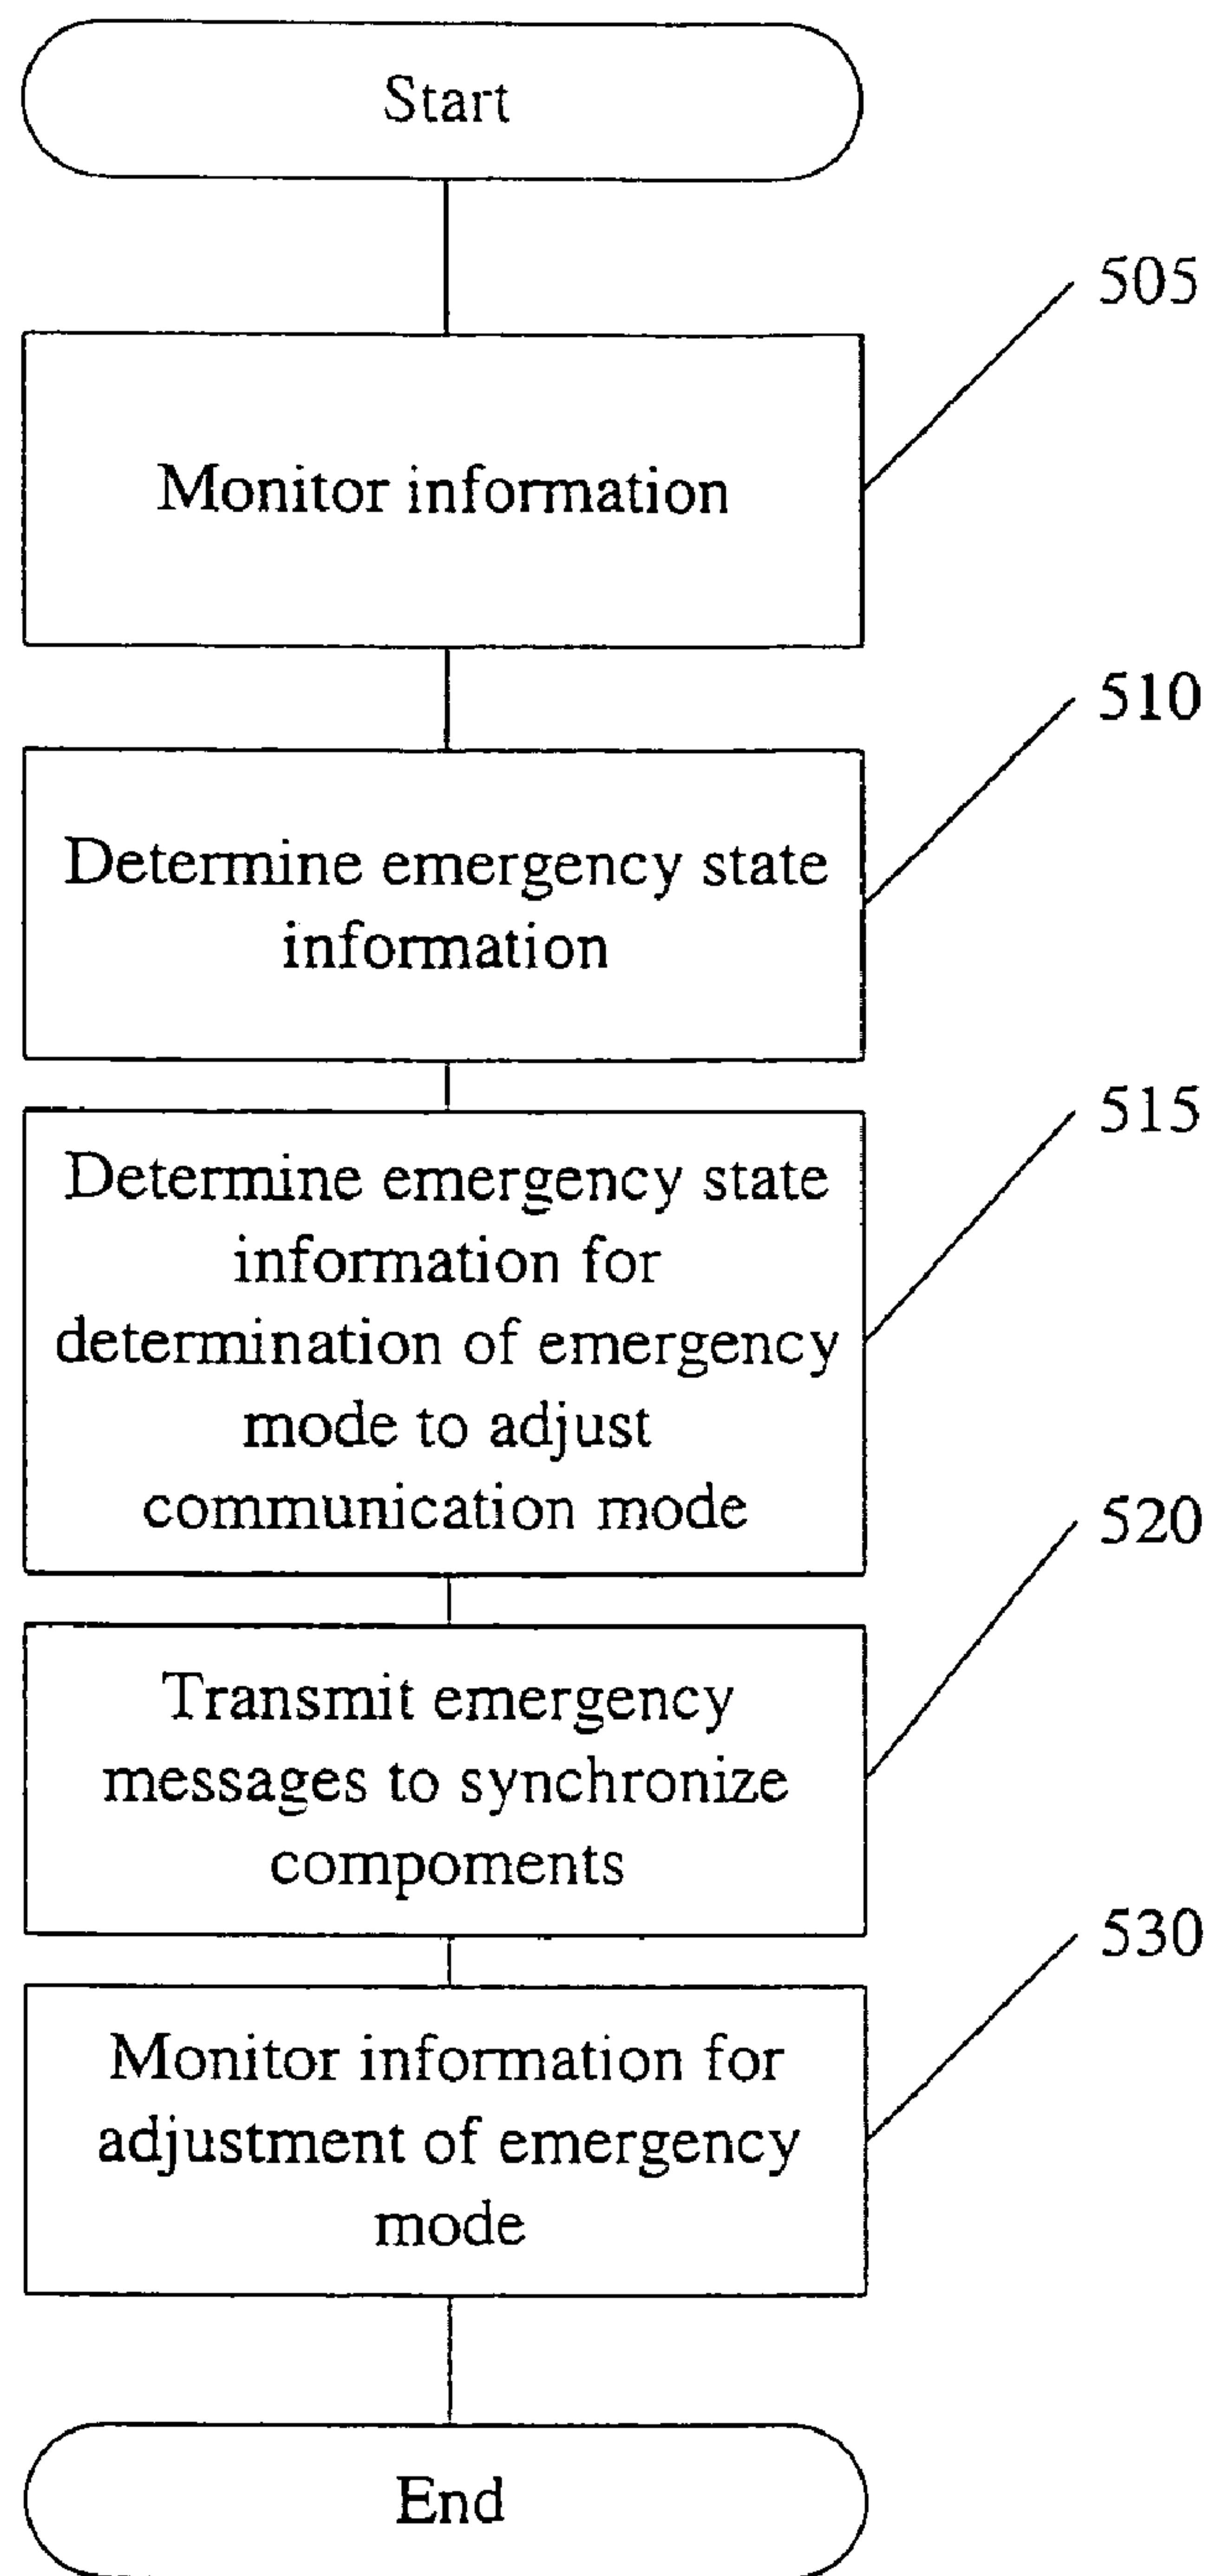 Start
505
Monitor information
510
Determine emergency state
information
515
Determine emergency state
information for
determination of emergency
mode to adjust
communication mode
520
Transmit emergency
messages to synchronize
compoments
530
Monitor information for
adjustment of emergency
mode
End